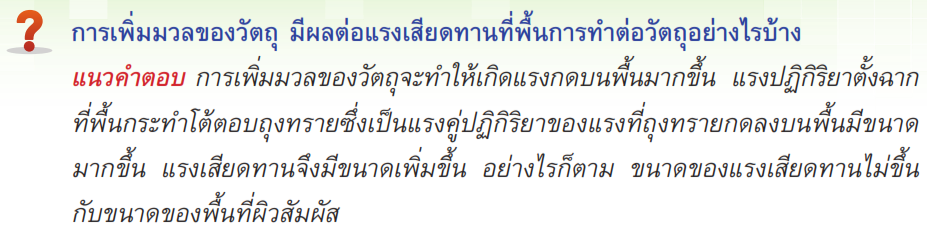 ?
การเพิ่มมวลของวัตถุ มีผลต่อแรงเสียดทานที่พื้นการทำต่อวัตถุอย่างไรบ้าง
แนวคำตอบ การเพิ่มมวลของวัตถุจะทำให้เกิดแรงกดบนพื้นมากขึ้น แรงปฏิกิริยาตั้งฉาก
ที่พื้นกระทำโต้ตอบถุงทรายซึ่งเป็นแรงคู่ปฏิกิริยาของแรงที่ถุงทรายกดลงบนพื้นมีขนาด
มากขึ้น แรงเสียดทานจึงมีขนาดเพิ่มขึ้น อย่างไรก็ตาม ขนาดของแรงเสียดทานไม่ขึ้น
กับขนาดของพื้นที่ผิวสัมผัส